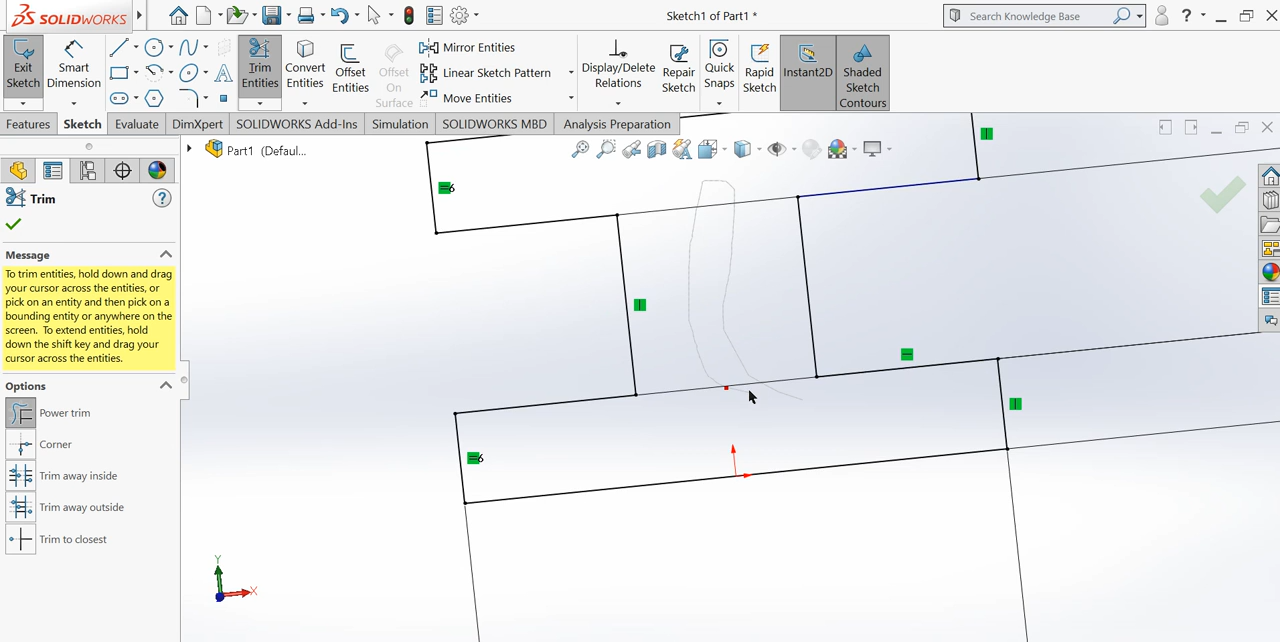 SOLIDWORKS
Sketch1 of Part1 *
Search Knowledge Base
?
Exit Sketch
Smart Dimension
Trim Entities
Convert Entities
Offset Entities
Offset On Surface
Mirror Entities
Linear Sketch Pattern
Move Entities
Display/Delete Relations
Repair Sketch
Quick Snaps
Rapid Sketch
Instant2D
Shaded Sketch Contours
Features
Sketch
Evaluate
DimXpert
SOLIDWORKS Add-Ins
Simulation
SOLIDWORKS MBD
Analysis Preparation
Part1 (Defaul...
Trim
?
Message
To trim entities, hold down and drag
your cursor across the entities, or
pick on an entity and then pick on a
bounding entity or anywhere on the
screen. To extend entities, hold
down the shift key and drag your
cursor across the entities.
Options
Power trim
Corner
Trim away inside
Trim away outside
Trim to closest
6
6
Y
X